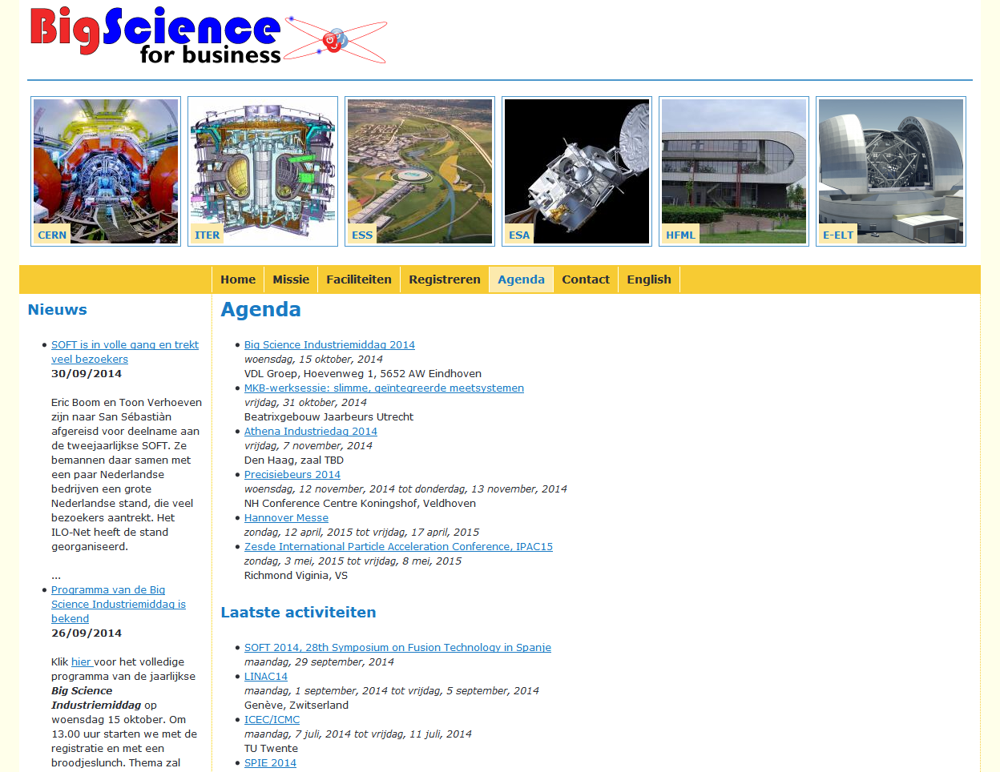 BigScience
for business
CERN
ITER
ESS
ESA
HFML
E-ELT
Home Missie Faciliteiten Registreren Agenda Contact English
Nieuws
SOFT is in volle gang en trekt
veel bezoekers
30/09/2014
Eric Boom en Toon Verhoeven
zijn naar San Sébastiàn
afgereisd voor deelname aan
de tweejaarlijkse SOFT. Ze
bemannen daar samen met
een paar Nederlandse
bedrijven een grote
Nederlandse stand, die veel
bezoekers aantrekt. Het
ILO-Net heeft de stand
georganiseerd.
...
Programma van de Big
Science Industriemiddag is
bekend
26/09/2014
Klik hier voor het volledige
programma van de jaarlijkse
Big Science
Industriemiddag op
woensdag 15 oktober. Om
13.00 uur starten we met de
registratie en met een
broodjeslunch. Thema zal
Agenda
Big Science Industriemiddag 2014
woensdag, 15 oktober, 2014
VDL Groep, Hoevenweg 1, 5652 AW Eindhoven
MKB-werksessie: slimme, geïntegreerde meetsystemen
vrijdag, 31 oktober, 2014
Beatrixgebouw Jaarbeurs Utrecht
Athena Industriedag 2014
vrijdag, 7 november, 2014
Den Haag, zaal TBD
Precisiebeurs 2014
woensdag, 12 november, 2014 tot donderdag, 13 november, 2014
NH Conference Centre Koningshof, Veldhoven
Hannover Messe
zondag, 12 april, 2015 tot vrijdag, 17 april, 2015
Zesde International Particle Acceleration Conference, IPAC15
zondag, 3 mei, 2015 tot vrijdag, 8 mei, 2015
Richmond Viginia, VS
Laatste activiteiten
SOFT 2014, 28th Symposium on Fusion Technology in Spanje
maandag, 29 september, 2014
LINAC14
maandag, 1 september, 2014 tot vrijdag, 5 september, 2014
Genève, Zwitserland
ICEC/ICMC
maandag, 7 juli, 2014 tot vrijdag, 11 juli, 2014
TU Twente
SPIE 2014